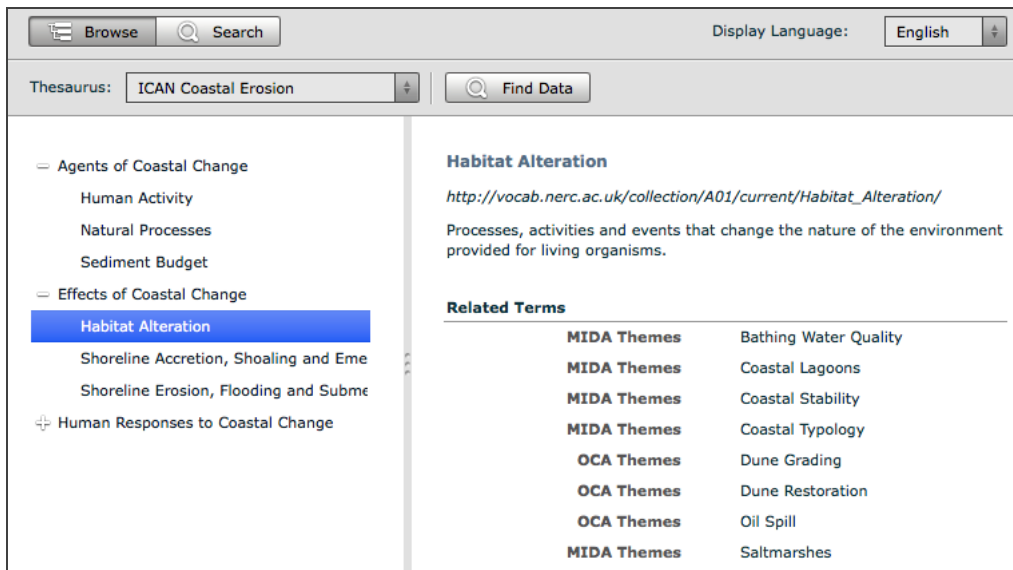 Browse Search Display Language: English
Thesaurus: ICAN Coastal Erosion Find Data
Agents of Coastal Change
Human Activity
Natural Processes
Sediment Budget
Effects of Coastal Change
Habitat Alteration
Shoreline Accretion, Shoaling and Eme
Shoreline Erosion, Flooding and Subme
Human Responses to Coastal Change
Habitat Alteration
http://vocab.nerc.ac.uk/collection/A01/current/Habitat_Alteration/
Processes, activities and events that change the nature of the environment
provided for living organisms.
Related Terms
MIDA Themes Bathing Water Quality
MIDA Themes Coastal Lagoons
MIDA Themes Coastal Stability
MIDA Themes Coastal Typology
OCA Themes Dune Grading
OCA Themes Dune Restoration
OCA Themes Oil Spill
MIDA Themes Saltmarshes